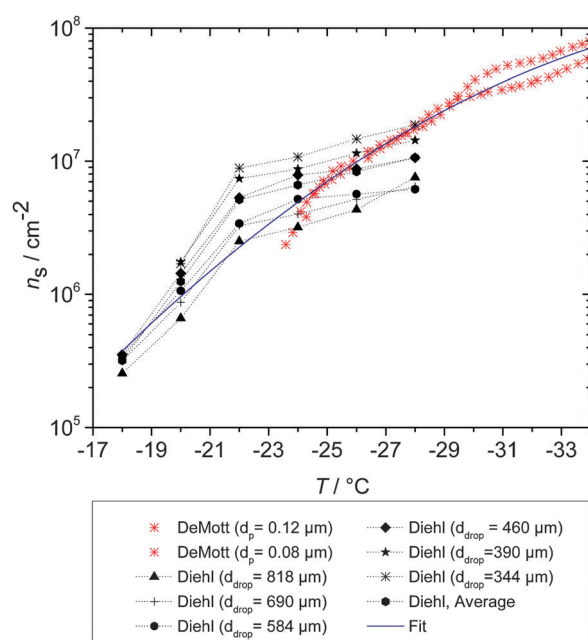 10^8
10^7
10^6
10^5
n_s / cm^-2
-17 -19 -21 -23 -25 -27 -29 -31 -33
T / °C
DeMott (d_p= 0.12 µm)
DeMott (d_p= 0.08 µm)
Diehl (d_drop= 818 µm)
Diehl (d_drop= 690 µm)
Diehl (d_drop= 584 µm)
Diehl (d_drop = 460 µm)
Diehl (d_drop=390 µm)
Diehl (d_drop=344 µm)
Diehl, Average
Fit